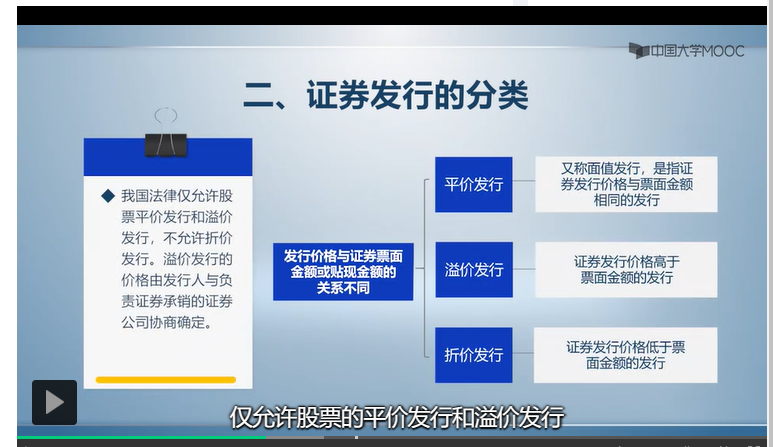 中国大学MOOC
二、证券发行的分类
◆ 我国法律仅允许股
票平价发行和溢价
发行，不允许折价
发行。溢价发行的
价格由发行人与负
责证券承销的证券
公司协商确定。
发行价格与证券票面
金额或贴现金额的
关系不同
平价发行
又称面值发行，是指证
券发行价格与票面金额
相同的发行
溢价发行
证券发行价格高于
票面金额的发行
折价发行
证券发行价格低于票
面金额的发行
仅允许股票的平价发行和溢价发行